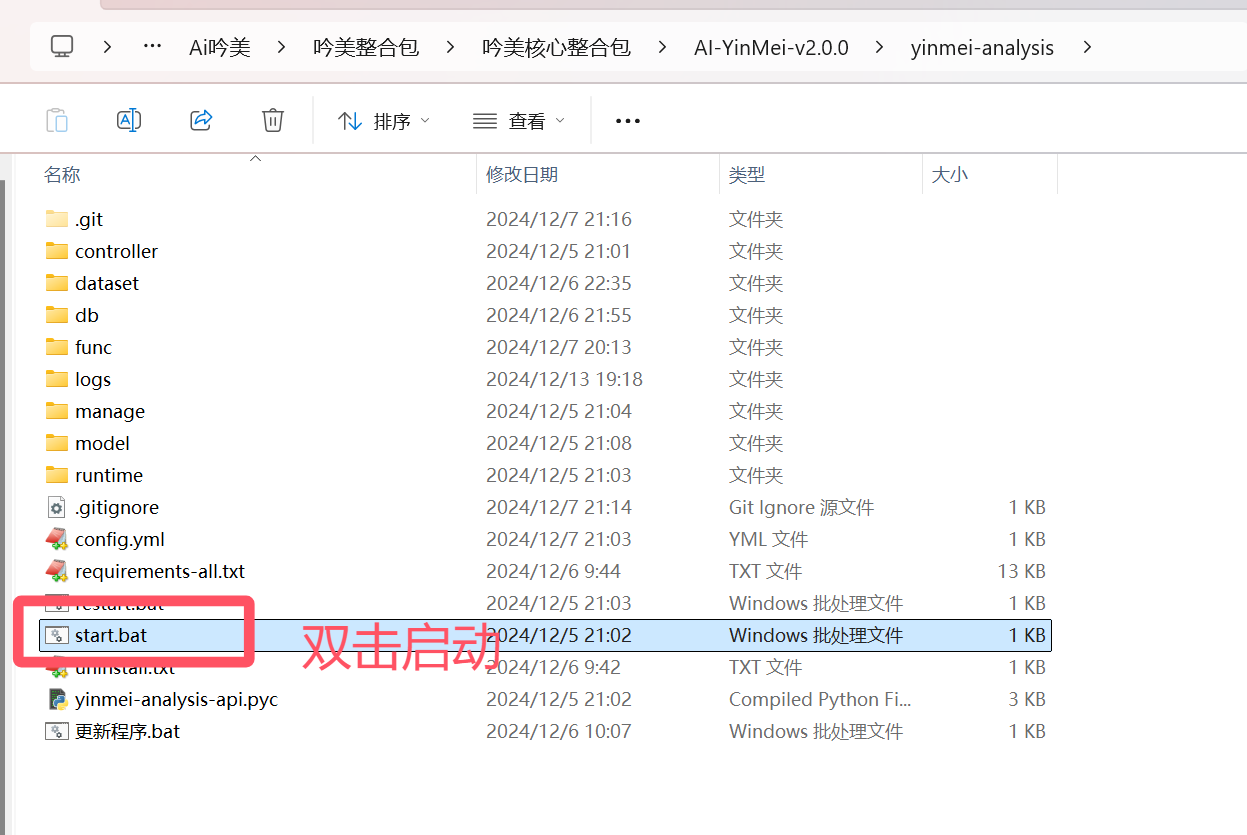 Ai吟美 吟美整合包 吟美核心整合包 AI-YinMei-v2.0.0 yinmei-analysis
排序 查看
名称 修改日期 类型 大小
.git 2024/12/7 21:16 文件夹
controller 2024/12/5 21:01 文件夹
dataset 2024/12/6 22:35 文件夹
db 2024/12/6 21:55 文件夹
func 2024/12/7 20:13 文件夹
logs 2024/12/13 19:18 文件夹
manage 2024/12/5 21:04 文件夹
model 2024/12/5 21:08 文件夹
runtime 2024/12/5 21:03 文件夹
.gitignore 2024/12/7 21:14 Git Ignore 源文件 1 KB
config.yml 2024/12/7 21:03 YML 文件 1 KB
requirements-all.txt 2024/12/6 9:44 TXT 文件 13 KB
restart.bat 2024/12/5 21:03 Windows 批处理文件 1 KB
start.bat 双击启动 2024/12/5 21:02 Windows 批处理文件 1 KB
uninstall.txt 2024/12/6 9:42 TXT 文件 1 KB
yinmei-analysis-api.pyc 2024/12/5 21:02 Compiled Python Fi... 3 KB
更新程序.bat 2024/12/6 10:07 Windows 批处理文件 1 KB